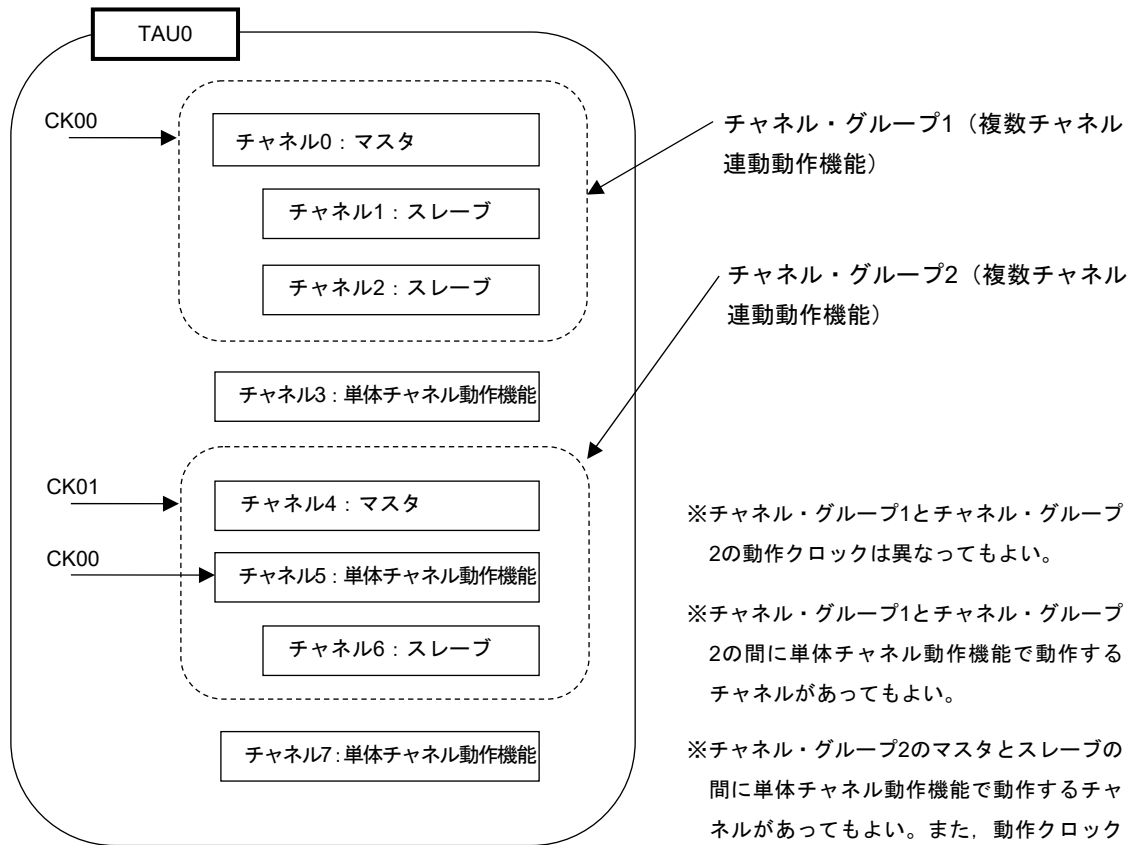 TAU0
CK00
チャネル0：マスタ
チャネル1：スレーブ
チャネル2：スレーブ
チャネル・グループ1（複数チャネル
連動動作機能）
チャネル3：単体チャネル動作機能
チャネル・グループ2（複数チャネル
連動動作機能）
CK01
チャネル4：マスタ
CK00
チャネル5：単体チャネル動作機能
チャネル6：スレーブ
チャネル7：単体チャネル動作機能
※チャネル・グループ1とチャネル・グループ
2の動作クロックは異なってもよい。
※チャネル・グループ1とチャネル・グループ
2の間に単体チャネル動作機能で動作する
チャネルがあってもよい。
※チャネル・グループ2のマスタとスレーブの
間に単体チャネル動作機能で動作するチャ
ネルがあってもよい。また，動作クロック